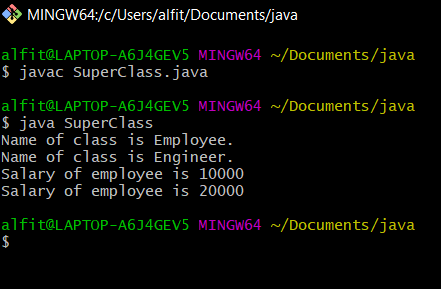 MINGW64:/c/Users/alfit/Documents/java
alfit@LAPTOP-A6J4GEV5 MINGW64 ~/Documents/java
$ javac SuperClass.java
alfit@LAPTOP-A6J4GEV5 MINGW64 ~/Documents/java
$ java SuperClass
Name of class is Employee.
Name of class is Engineer.
Salary of employee is 10000
Salary of employee is 20000
alfit@LAPTOP-A6J4GEV5 MINGW64 ~/Documents/java
$